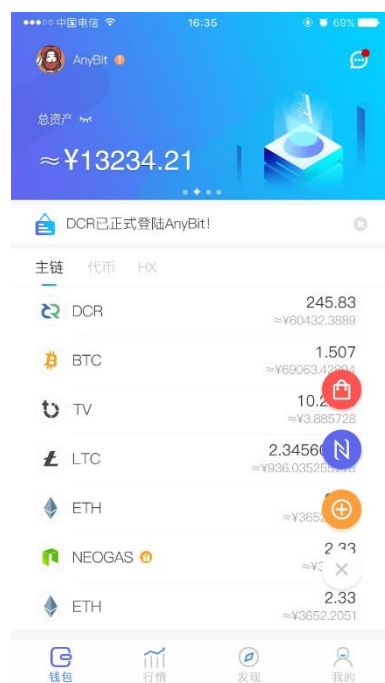 中国电信 16:35 69%
AnyBit
总资产
≈¥13234.21
DCR已正式登陆AnyBit!
主链 代币 HX
DCR 245.83
≈¥60432.3889
BTC 1.507
TV
≈¥3.885728
LTC
ETH
NEOGAS 2.33
ETH 2.33
≈¥3652.2051
钱包 行情 发现 我的